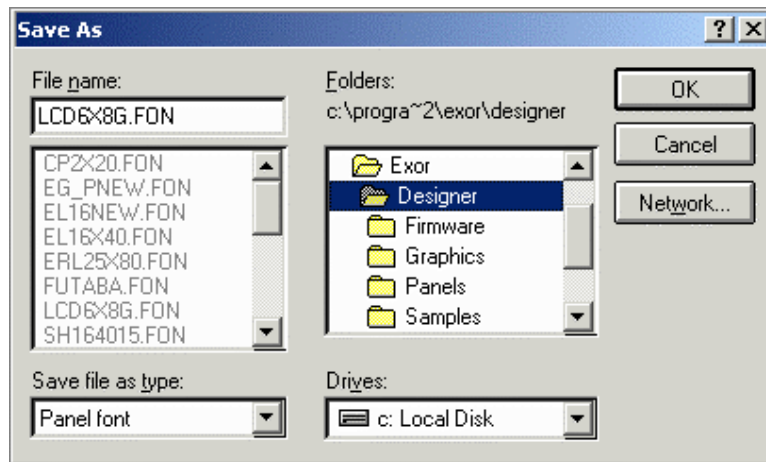 Save As
File name:
LCD6X8G.FON
CP2X20.FON
EG_PNEW.FON
EL16NEW.FON
EL16X40.FON
ERL25X80.FON
FUTABA.FON
LCD6X8G.FON
SH164015.FON
Save file as type:
Panel font
Folders:
c:\progra~2\exor\designer
Exor
Designer
Firmware
Graphics
Panels
Samples
Drives:
c: Local Disk
OK
Cancel
Network...